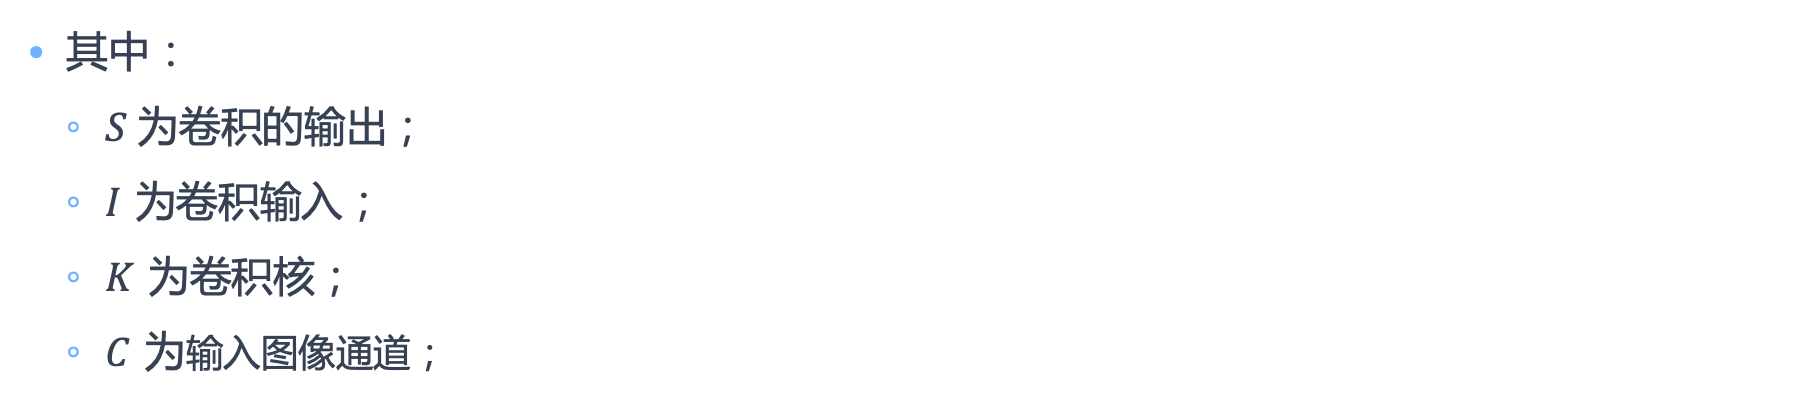 • 其中：
◦ S 为卷积的输出；
◦ I 为卷积输入；
◦ K 为卷积核；
◦ C 为输入图像通道；